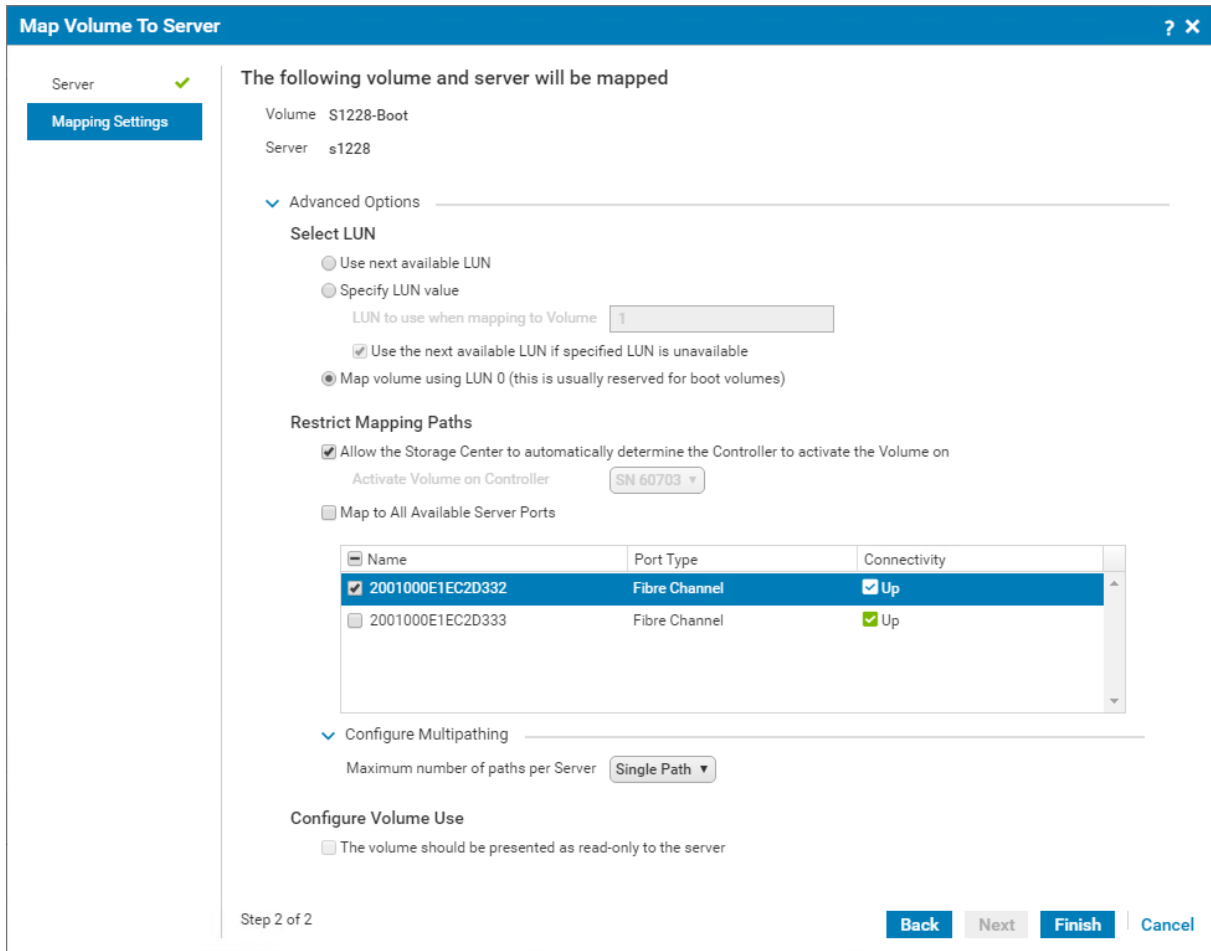 Map Volume To Server
? ×
Server
Mapping Settings
The following volume and server will be mapped
Volume S1228-Boot
Server s1228
Advanced Options
Select LUN
Use next available LUN
Specify LUN value
LUN to use when mapping to Volume 1
Use the next available LUN if specified LUN is unavailable
Map volume using LUN 0 (this is usually reserved for boot volumes)
Restrict Mapping Paths
Allow the Storage Center to automatically determine the Controller to activate the Volume on
Activate Volume on Controller SN 60703
Map to All Available Server Ports
Name Port Type Connectivity
2001000E1EC2D332 Fibre Channel Up
2001000E1EC2D333 Fibre Channel Up
Configure Multipathing
Maximum number of paths per Server Single Path
Configure Volume Use
The volume should be presented as read-only to the server
Step 2 of 2
Back Next Finish Cancel